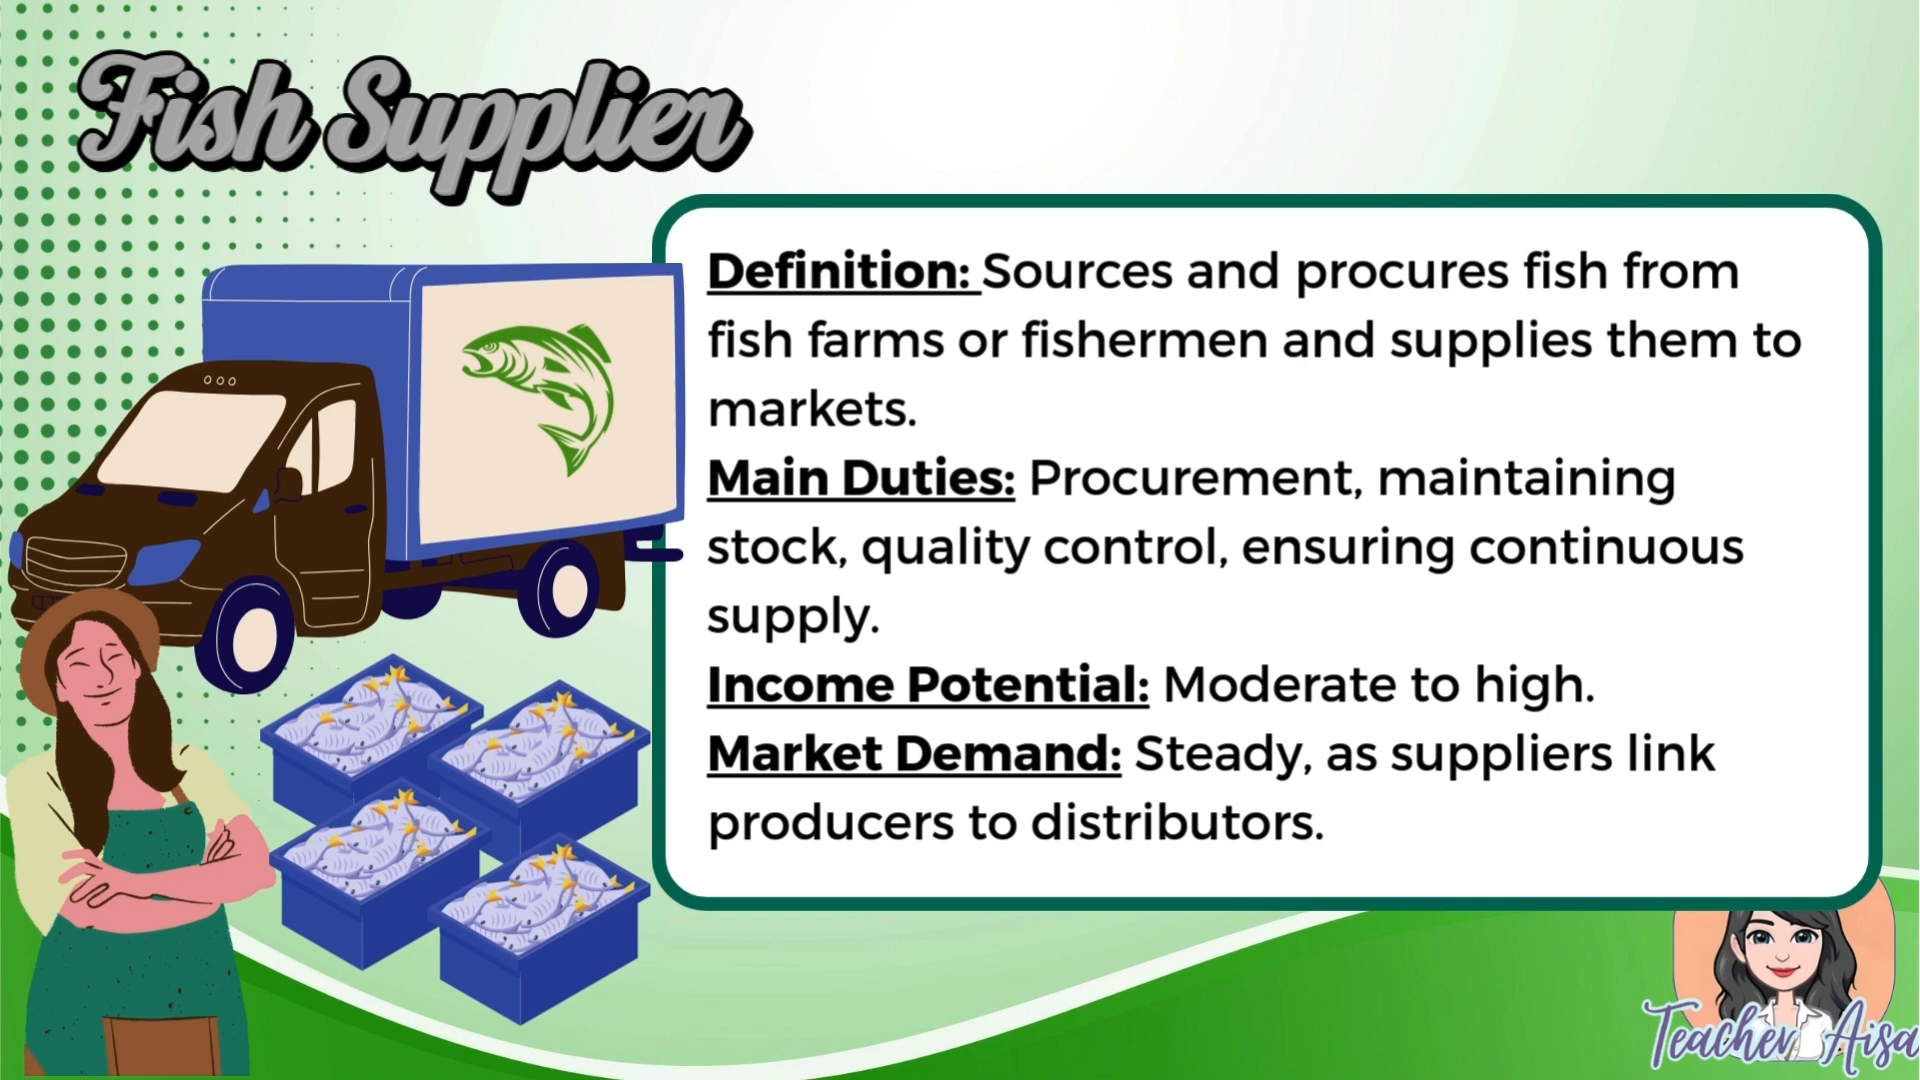 Fish Supplier
Definition: Sources and procures fish from
fish farms or fishermen and supplies them to
markets.
Main Duties: Procurement, maintaining
stock, quality control, ensuring continuous
supply.
Income Potential: Moderate to high.
Market Demand: Steady, as suppliers link
producers to distributors.
Teacher Aisa